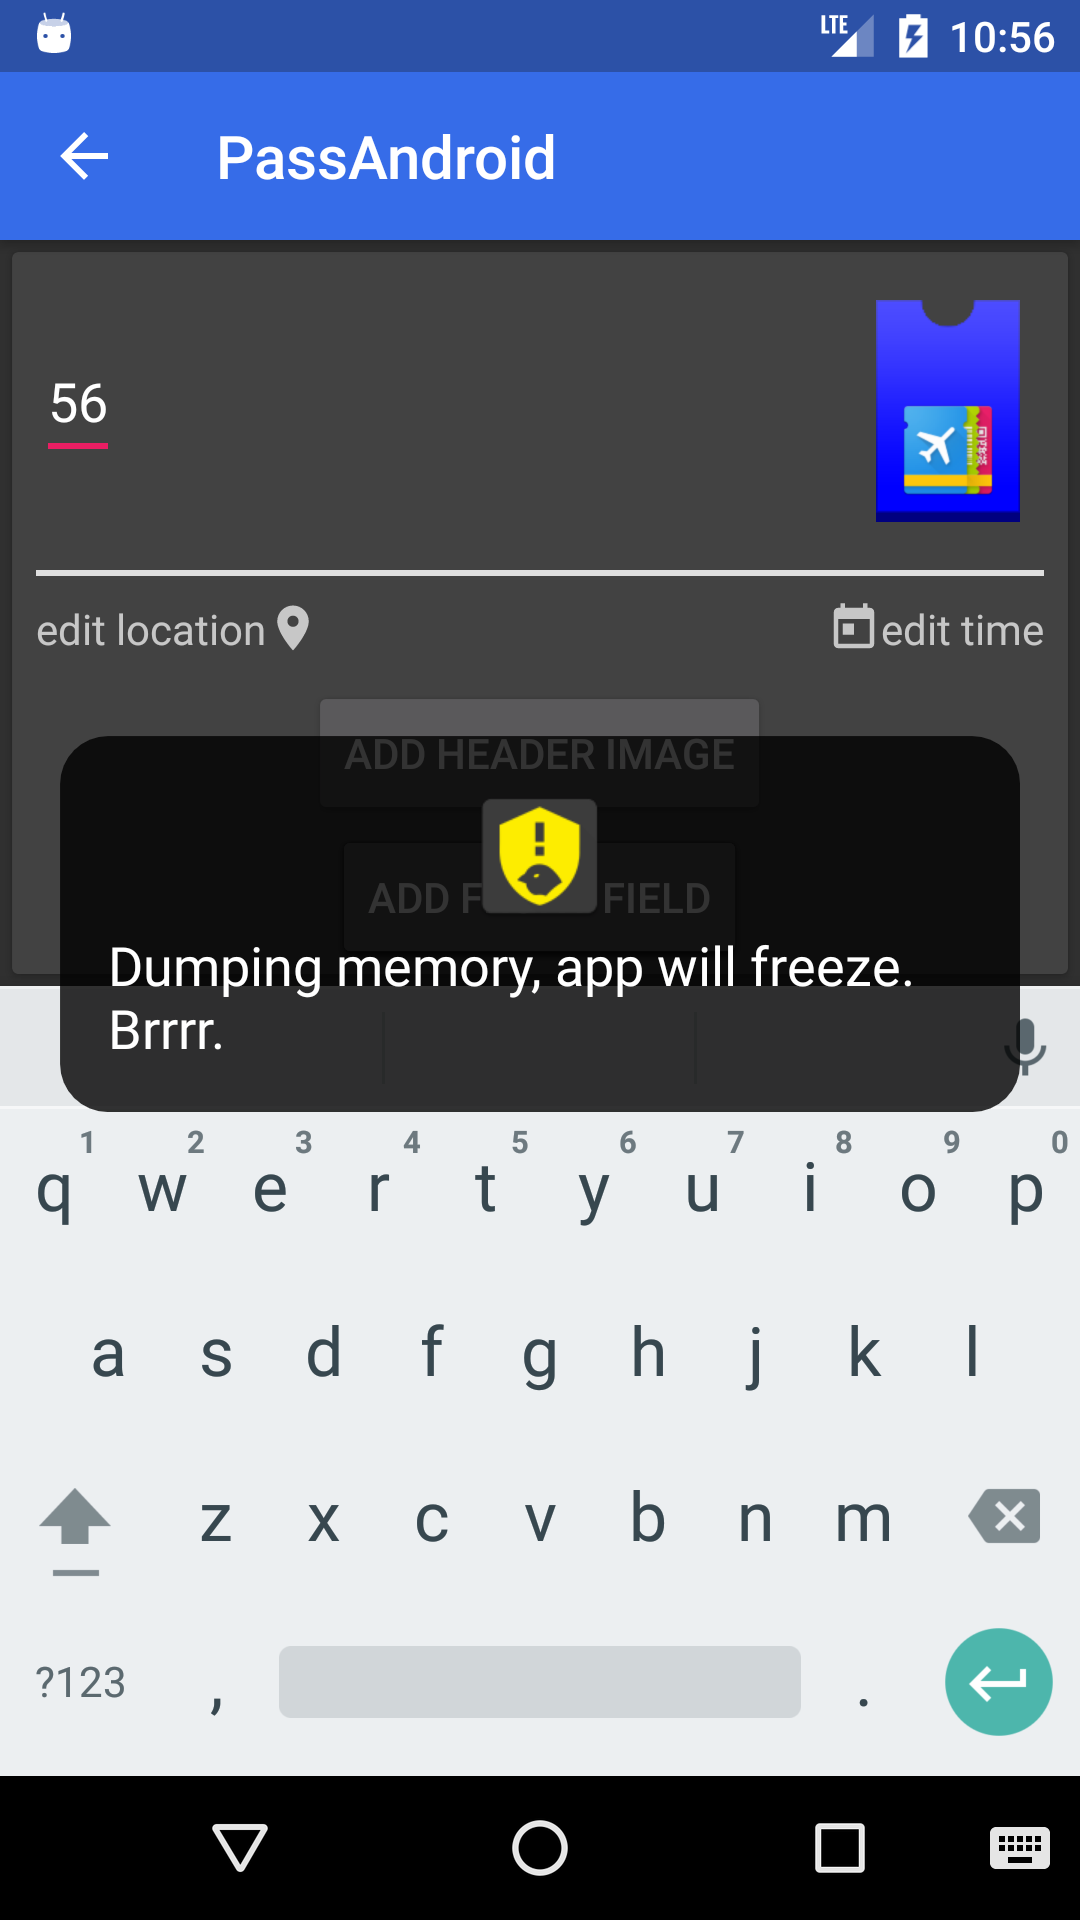 LTE 10:56
PassAndroid
56
edit location edit time
ADD HEADER IMAGE
ADD F FIELD
Dumping memory, app will freeze.
Brrrr.
1 2 3 4 5 6 7 8 9 0
q w e r t y u i o p
a s d f g h j k l
z x c v b n m
?123 , .